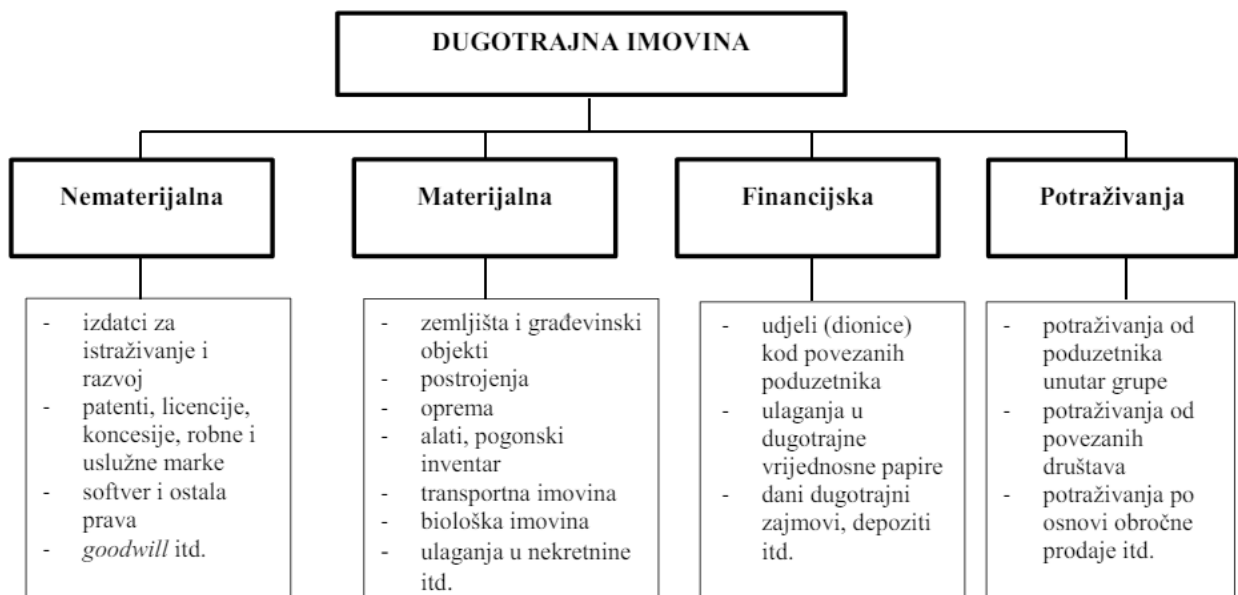 DUGOTRAJNA IMOVINA
Nematerijalna
Materijalna
Financijska
Potraživanja
- izdatci za
istraživanje i
razvoj
- patenti, licencije,
koncesije, robne i
uslužne marke
- softver i ostala
prava
- goodwill itd.
- zemljišta i građevinski
objekti
- postrojenja
- oprema
- alati, pogonski
inventar
- transportna imovina
- biološka imovina
- ulaganja u nekretnine
itd.
- udjeli (dionice)
kod povezanih
poduzetnika
- ulaganja u
dugotrajne
vrijednosne papire
- dani dugotrajni
zajmovi, depoziti
itd.
- potraživanja od
poduzetnika
unutar grupe
- potraživanja od
povezanih
društava
- potraživanja po
osnovi obročne
prodaje itd.